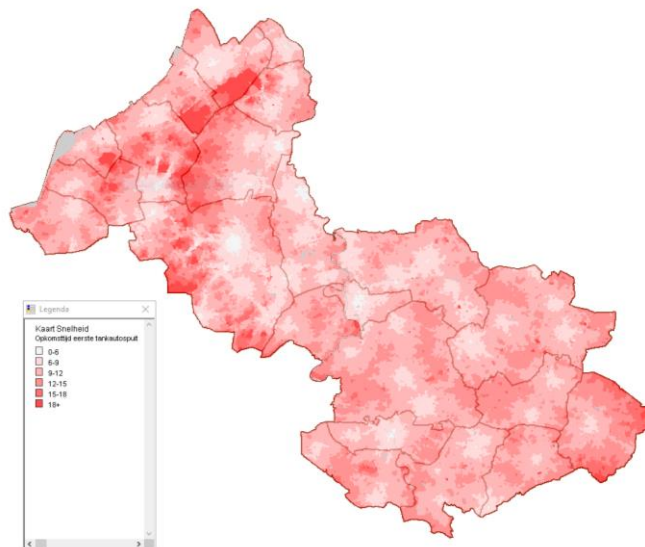 Legenda
Kaart Snelheid
Opkomsttijd eerste tankautospuit
0-6
6-9
9-12
12-15
15-18
18+